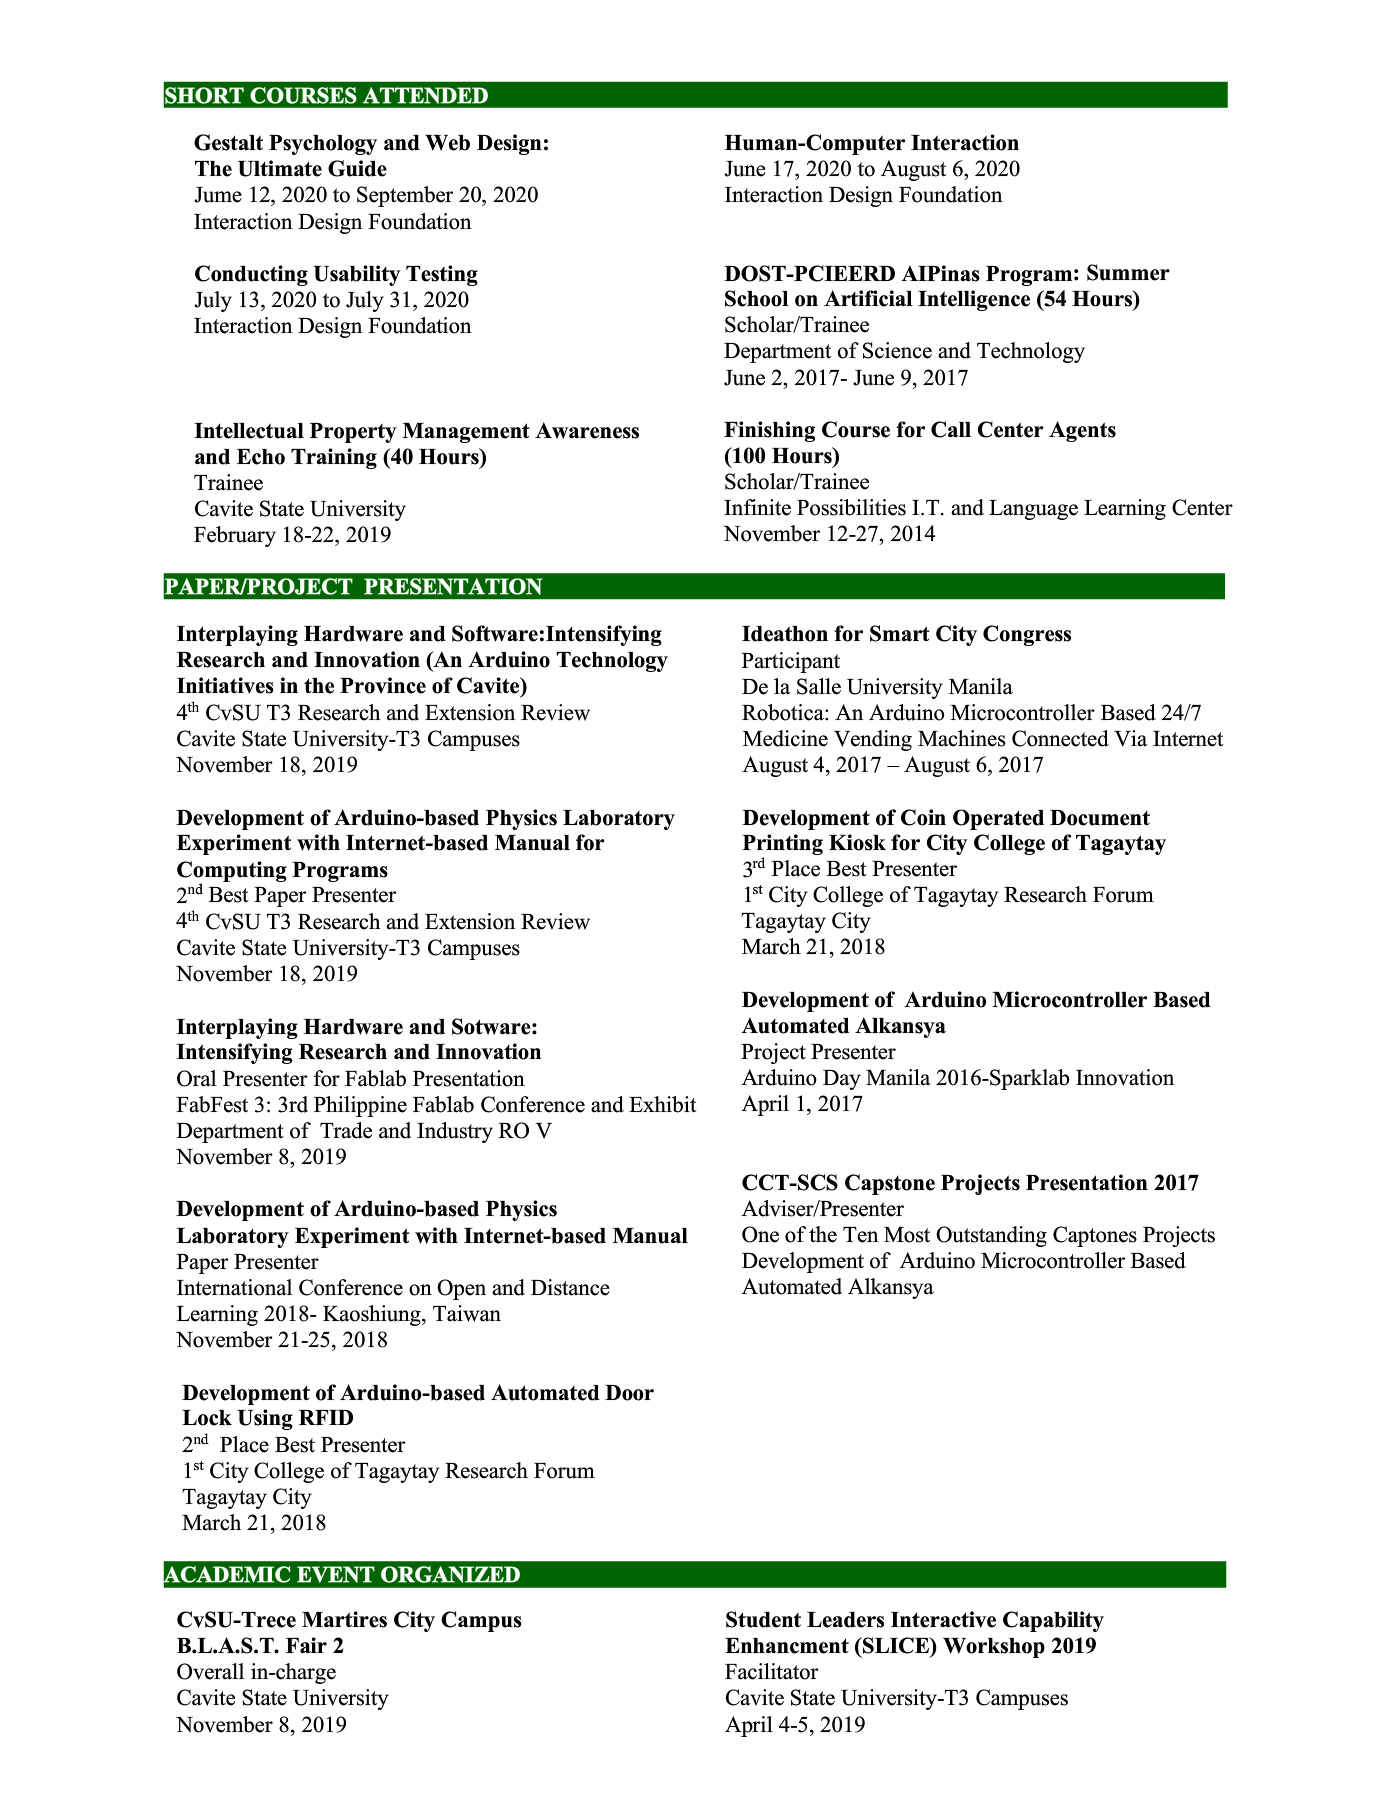 SHORT COURSES ATTENDED
Gestalt Psychology and Web Design:
The Ultimate Guide
Jume 12, 2020 to September 20, 2020
Interaction Design Foundation
Human-Computer Interaction
June 17, 2020 to August 6, 2020
Interaction Design Foundation
Conducting Usability Testing
July 13, 2020 to July 31, 2020
Interaction Design Foundation
DOST-PCIEERD AIPinas Program: Summer
School on Artificial Intelligence (54 Hours)
Scholar/Trainee
Department of Science and Technology
June 2, 2017- June 9, 2017
Intellectual Property Management Awareness
and Echo Training (40 Hours)
Trainee
Cavite State University
February 18-22, 2019
Finishing Course for Call Center Agents
(100 Hours)
Scholar/Trainee
Infinite Possibilities I.T. and Language Learning Center
November 12-27, 2014
PAPER/PROJECT  PRESENTATION
Interplaying Hardware and Software:Intensifying
Research and Innovation (An Arduino Technology
Initiatives in the Province of Cavite)
4th CvSU T3 Research and Extension Review
Cavite State University-T3 Campuses
November 18, 2019
Development of Arduino-based Physics Laboratory
Experiment with Internet-based Manual for
Computing Programs
2nd Best Paper Presenter
4th CvSU T3 Research and Extension Review
Cavite State University-T3 Campuses
November 18, 2019
Interplaying Hardware and Sotware:
Intensifying Research and Innovation
Oral Presenter for Fablab Presentation
FabFest 3: 3rd Philippine Fablab Conference and Exhibit
Department of  Trade and Industry RO V
November 8, 2019
Development of Arduino-based Physics
Laboratory Experiment with Internet-based Manual
Paper Presenter
International Conference on Open and Distance
Learning 2018- Kaoshiung, Taiwan
November 21-25, 2018
Development of Arduino-based Automated Door
Lock Using RFID
2nd  Place Best Presenter
1st City College of Tagaytay Research Forum
Tagaytay City
March 21, 2018
Ideathon for Smart City Congress
Participant
De la Salle University Manila
Robotica: An Arduino Microcontroller Based 24/7
Medicine Vending Machines Connected Via Internet
August 4, 2017 – August 6, 2017
Development of Coin Operated Document
Printing Kiosk for City College of Tagaytay
3rd Place Best Presenter
1st City College of Tagaytay Research Forum
Tagaytay City
March 21, 2018
Development of  Arduino Microcontroller Based
Automated Alkansya
Project Presenter
Arduino Day Manila 2016-Sparklab Innovation
April 1, 2017
CCT-SCS Capstone Projects Presentation 2017
Adviser/Presenter
One of the Ten Most Outstanding Captones Projects
Development of  Arduino Microcontroller Based
Automated Alkansya
ACADEMIC EVENT ORGANIZED
CvSU-Trece Martires City Campus
B.L.A.S.T. Fair 2
Overall in-charge
Cavite State University
November 8, 2019
Student Leaders Interactive Capability
Enhancment (SLICE) Workshop 2019
Facilitator
Cavite State University-T3 Campuses
April 4-5, 2019